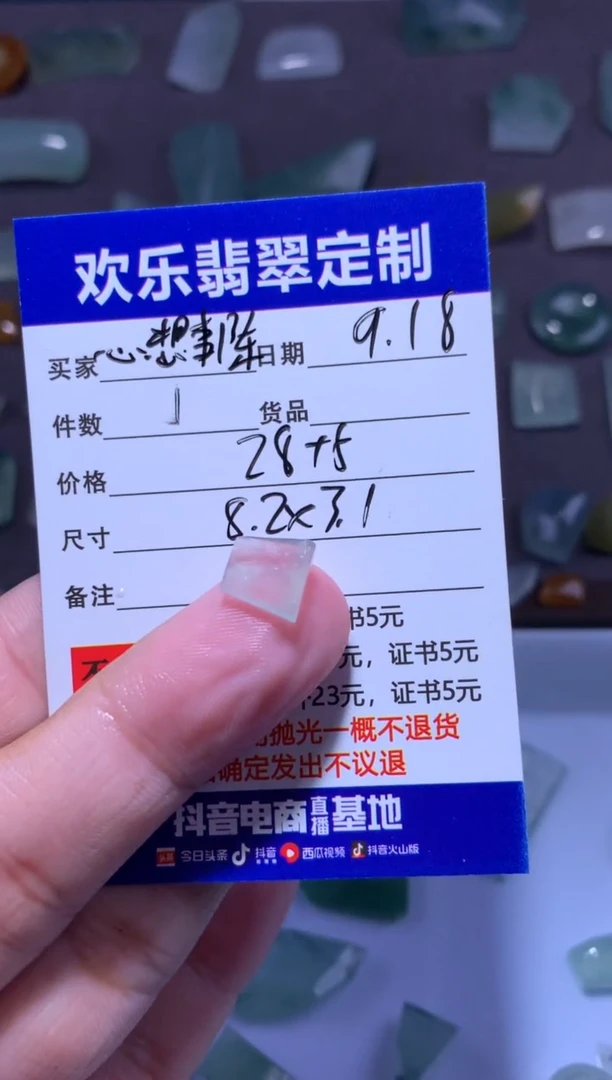 欢乐翡翠定制
买家 心想事成 日期 9.18
件数 1 货品
价格 28+5
尺寸 8.2x3.1
备注
书5元
元，证书5元
23元，证书5元
抛光一概不退货
确定发出不议退
抖音电商直播基地
头条 今日头条 抖音 西瓜视频 抖音火山版